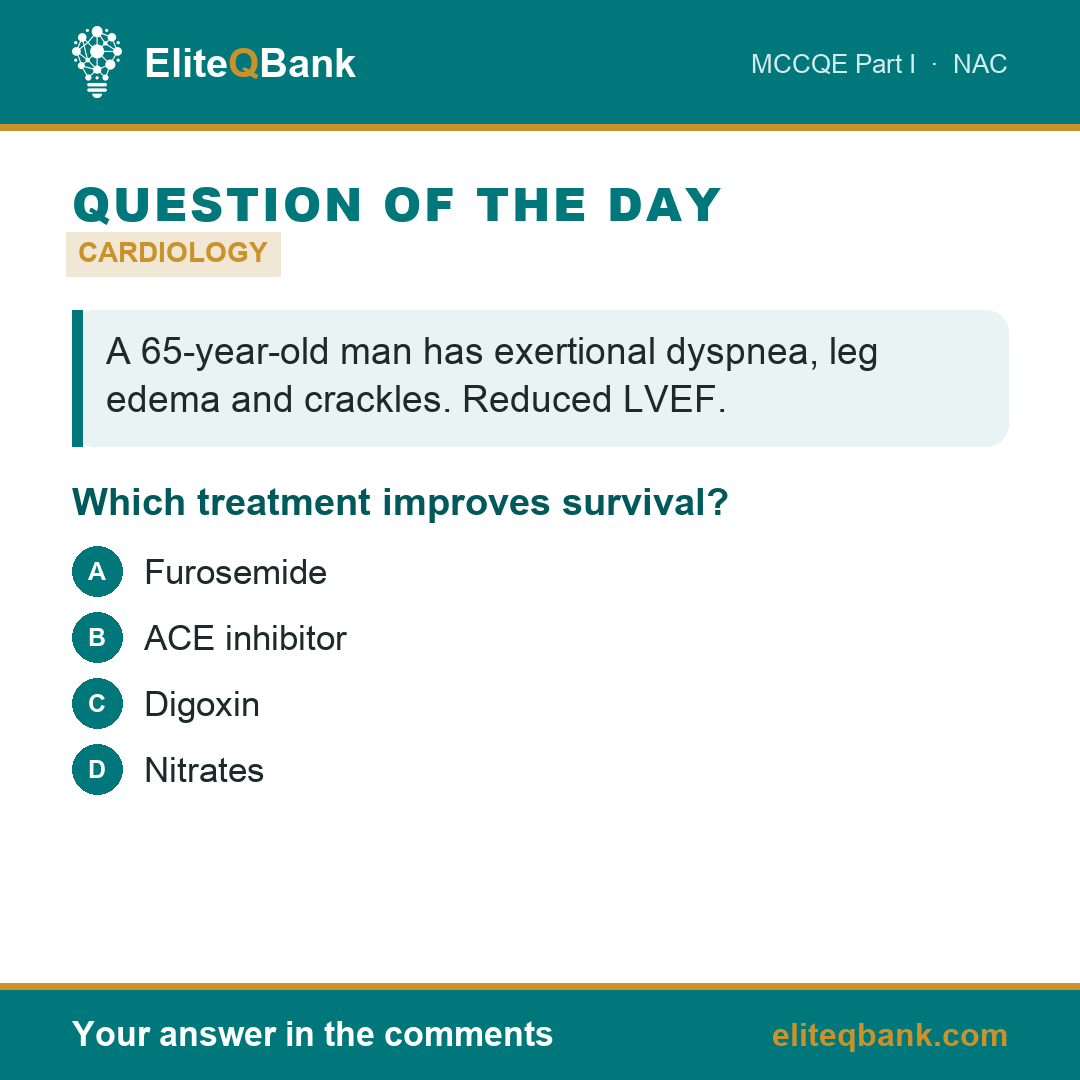 EliteQBank
MCCQE Part I · NAC
QUESTION OF THE DAY
CARDIOLOGY
A 65-year-old man has exertional dyspnea, leg
edema and crackles. Reduced LVEF.
Which treatment improves survival?
A Furosemide
B ACE inhibitor
C Digoxin
D Nitrates
Your answer in the comments
eliteqbank.com